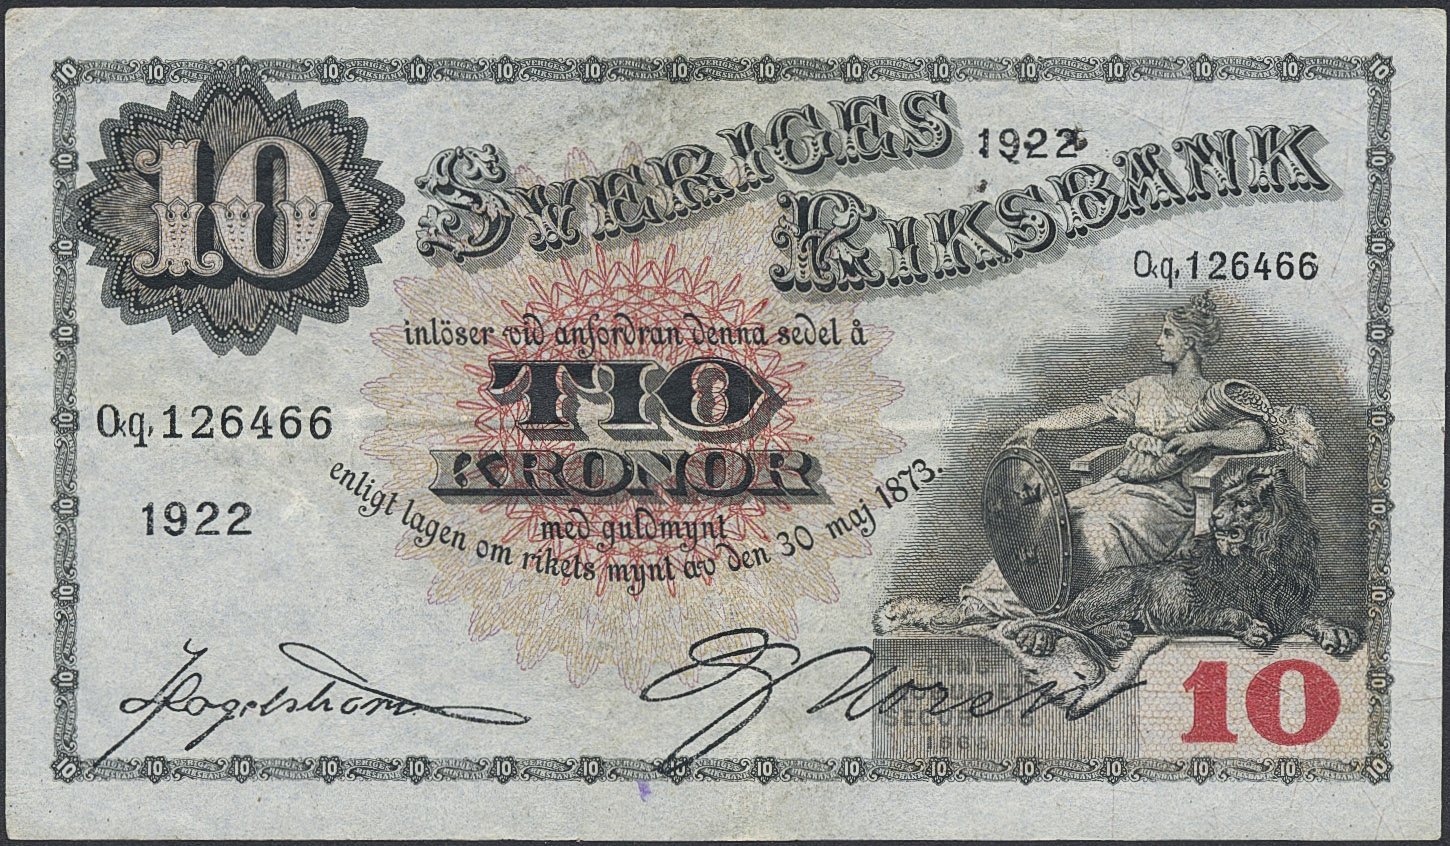 10
SVERIGES
1922
RIKSBANK
O.q, 126466
inlöser vid anfordran denna sedel å
TIO
KRONOR
O.q, 126466
med guldmynt
enligt lagen om rikets mynt av den 30 maj 1873.
1922
10